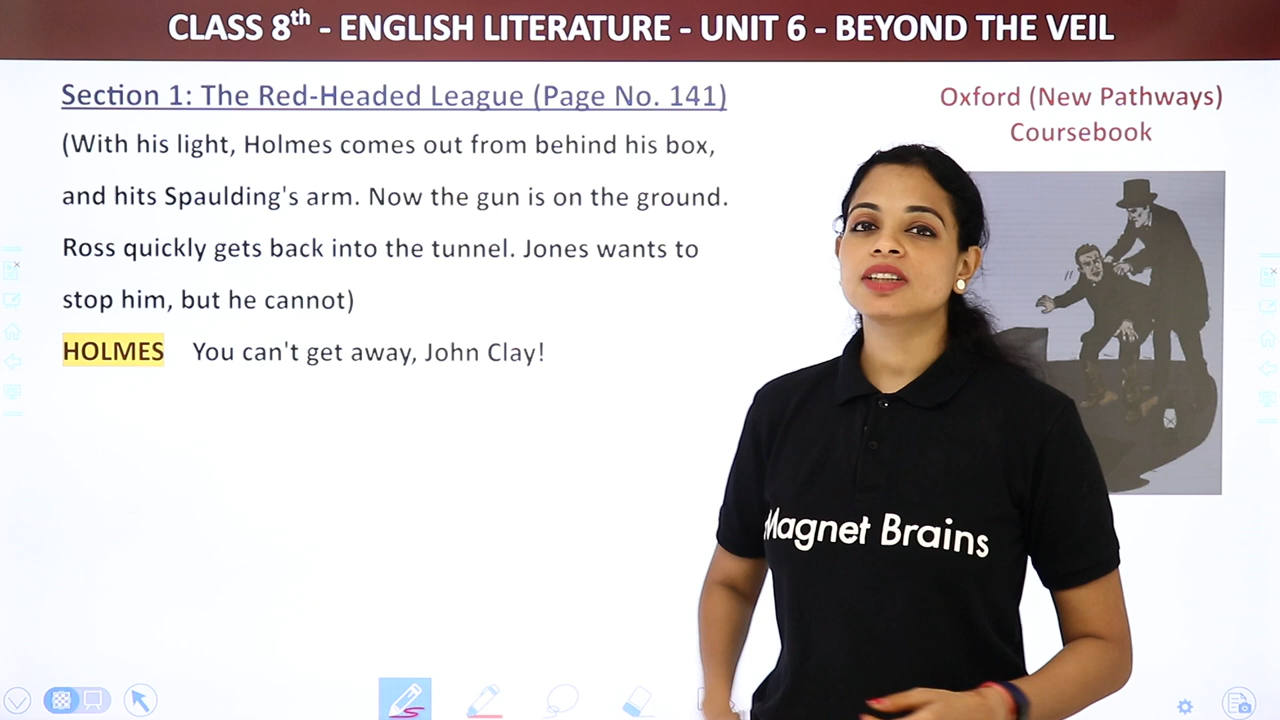 CLASS 8th - ENGLISH LITERATURE - UNIT 6 - BEYOND THE VEIL
Section 1: The Red-Headed League (Page No. 141)
Oxford (New Pathways)
Coursebook
(With his light, Holmes comes out from behind his box,
and hits Spaulding's arm. Now the gun is on the ground.
Ross quickly gets back into the tunnel. Jones wants to
stop him, but he cannot)
HOLMES You can't get away, John Clay!
Magnet Brains